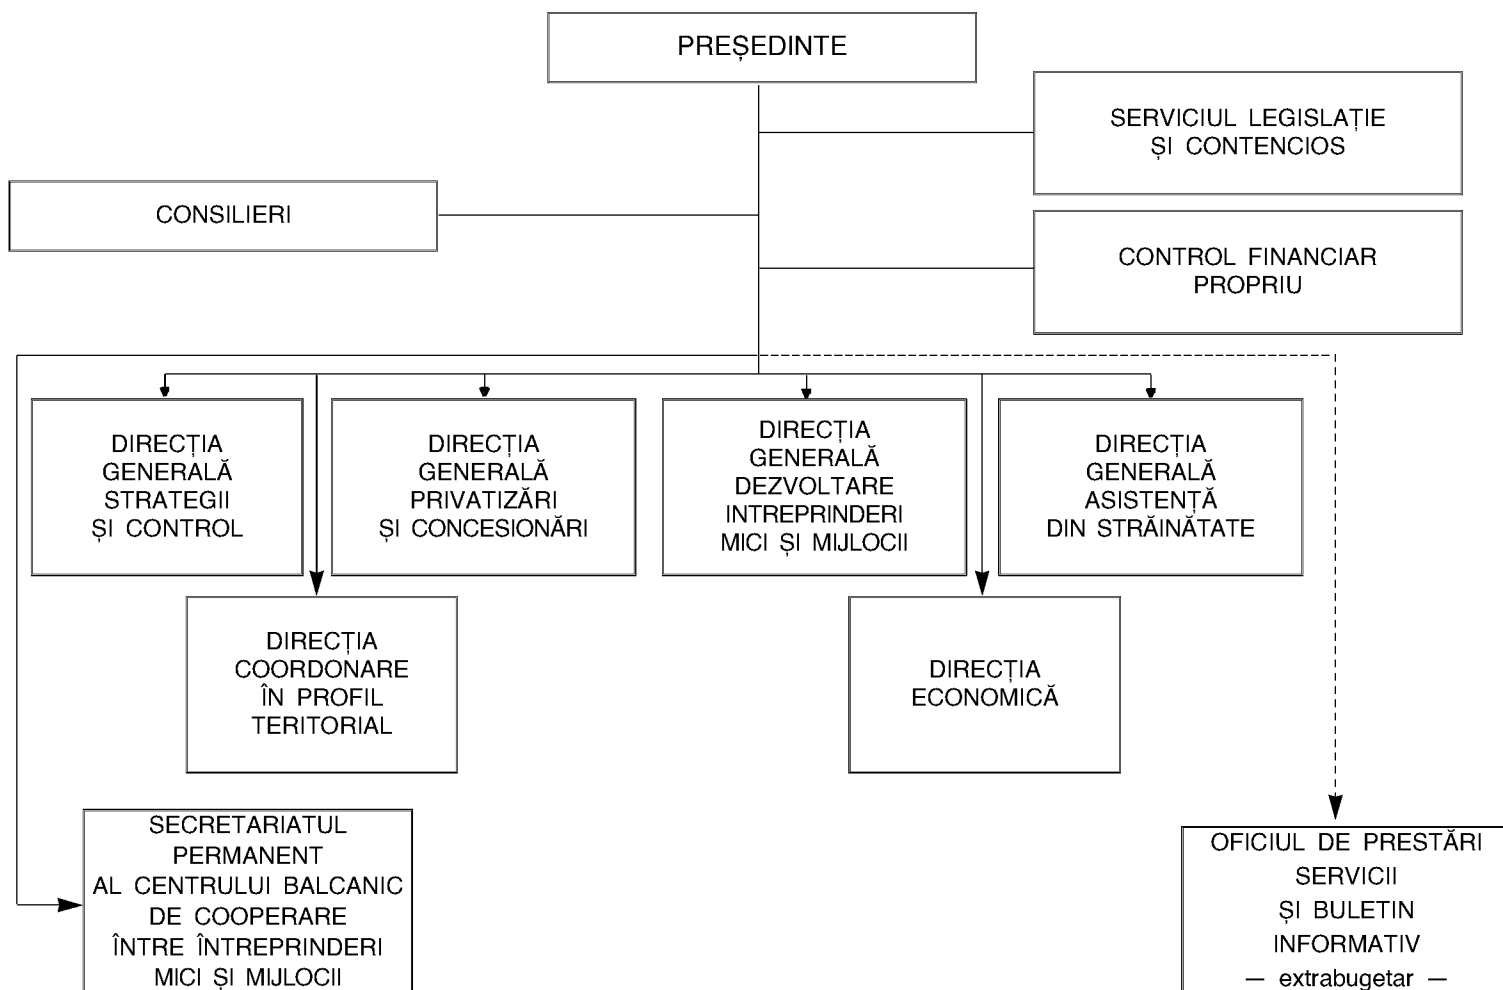 PREȘEDINTE
SERVICIUL LEGISLAȚIE
ȘI CONTENCIOS
CONSILIERI
CONTROL FINANCIAR
PROPRIU
DIRECȚIA
GENERALĂ
STRATEGII
ȘI CONTROL
DIRECȚIA
GENERALĂ
PRIVATIZĂRI
ȘI CONCESIONĂRI
DIRECȚIA
GENERALĂ
DEZVOLTARE
INTREPRINDERI
MICI ȘI MIJLOCII
DIRECȚIA
GENERALĂ
ASISTENȚĂ
DIN STRĂINĂTATE
DIRECȚIA
COORDONARE
ÎN PROFIL
TERITORIAL
DIRECȚIA
ECONOMICĂ
SECRETARIATUL
PERMANENT
AL CENTRULUI BALCANIC
DE COOPERARE
ÎNTRE ÎNTREPRINDERI
MICI ȘI MIJLOCII
OFICIUL DE PRESTĂRI
SERVICII
ȘI BULETIN
INFORMATIV
— extrabugetar —